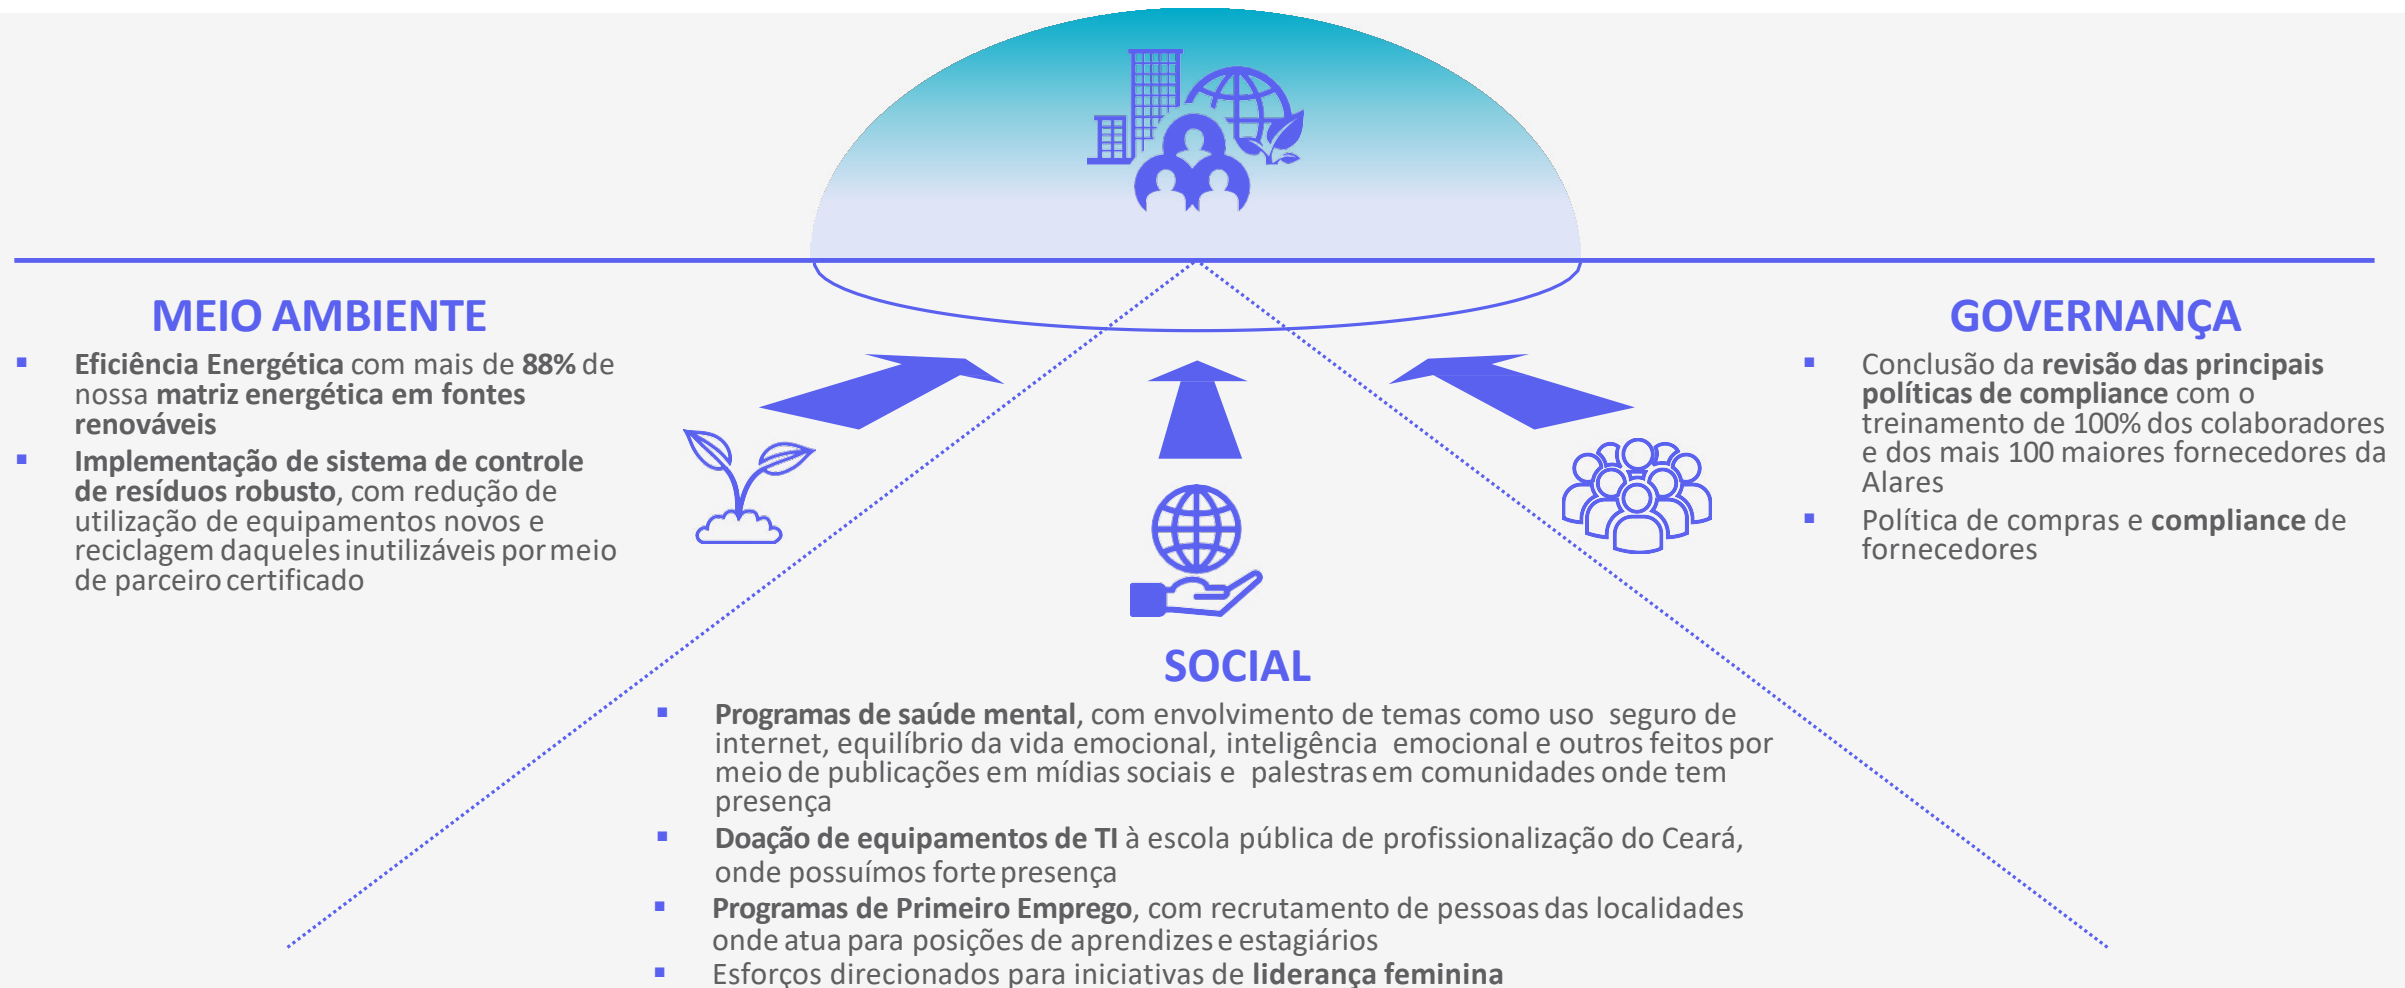 MEIO AMBIENTE
Eficiência Energética com mais de 88% de
nossa matriz energética em fontes
renováveis
Implementação de sistema de controle
de resíduos robusto, com redução de
utilização de equipamentos novos e
reciclagem daqueles inutilizáveis por meio
de parceiro certificado
GOVERNANÇA
Conclusão da revisão das principais
políticas de compliance com o
treinamento de 100% dos colaboradores
e dos mais 100 maiores fornecedores da
Alares
Política de compras e compliance de
fornecedores
SOCIAL
Programas de saúde mental, com envolvimento de temas como uso seguro de
internet, equilíbrio da vida emocional, inteligência emocional e outros feitos por
meio de publicações em mídias sociais e palestras em comunidades onde tem
presença
Doação de equipamentos de TI à escola pública de profissionalização do Ceará,
onde possuímos forte presença
Programas de Primeiro Emprego, com recrutamento de pessoas das localidades
onde atua para posições de aprendizes e estagiários
Esforços direcionados para iniciativas de liderança feminina